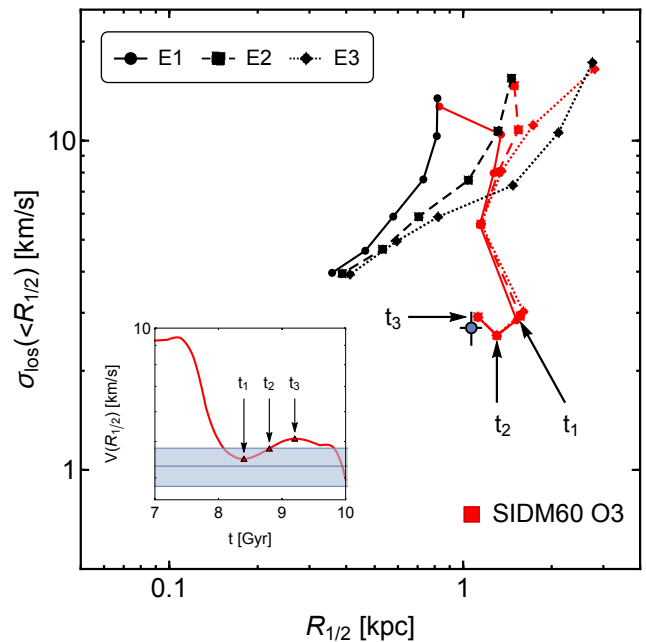 E1 E2 E3
10
σlos(<R1/2) [km/s]
t3
10
t1 t2 t3
V(R1/2) [km/s]
t2 t1
1
7 8 9 10
t [Gyr]
SIDM60 O3
0.1 1
R1/2 [kpc]